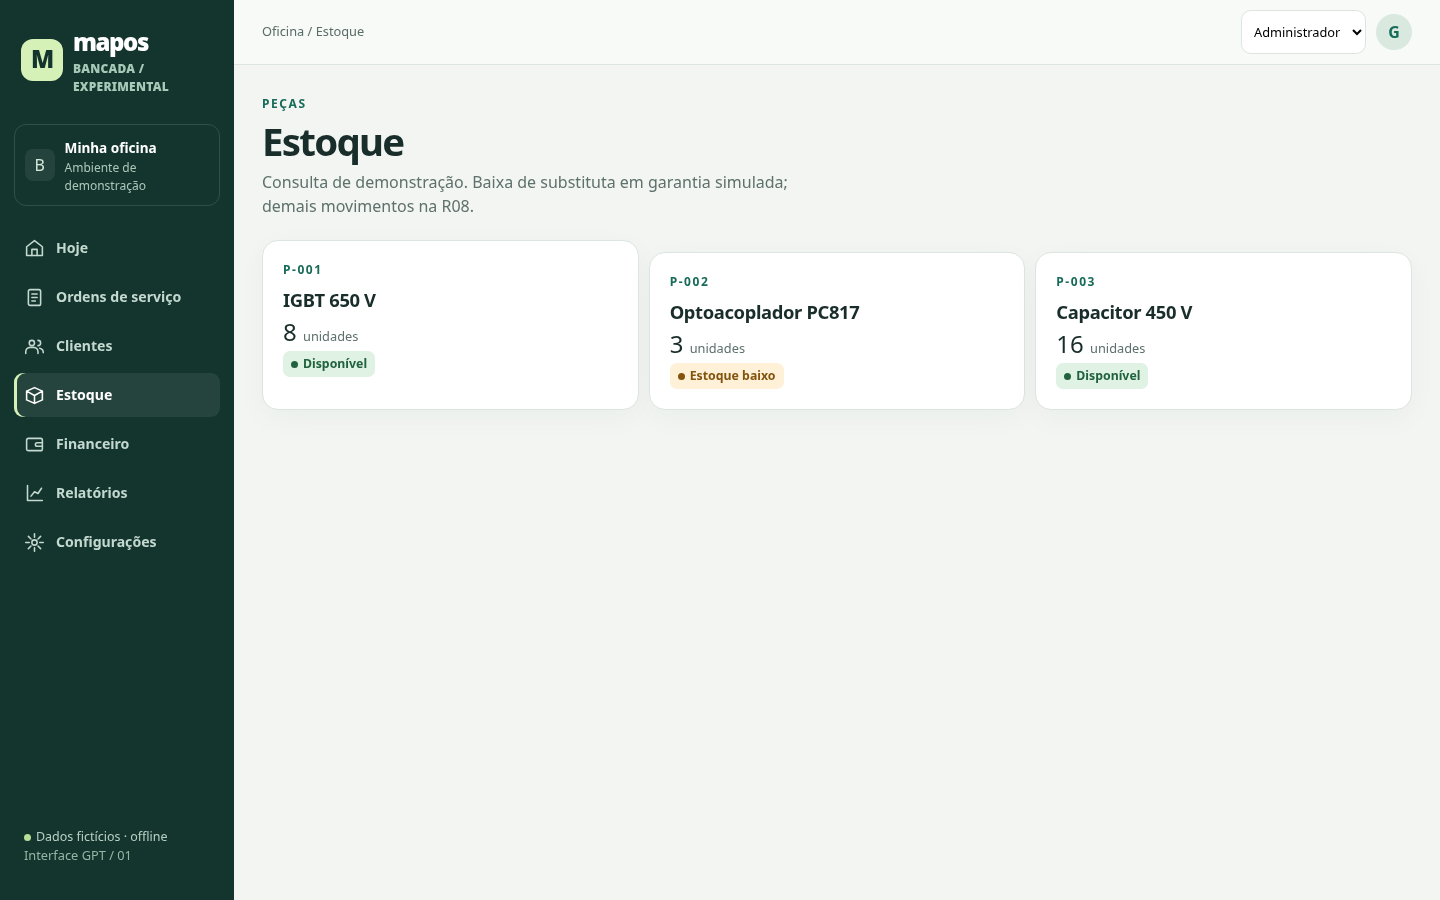 M
mapos
BANCADA /
EXPERIMENTAL
B
Minha oficina
Ambiente de
demonstração
Hoje
Ordens de serviço
Clientes
Estoque
Financeiro
Relatórios
Configurações
Dados fictícios · offline
Interface GPT / 01
Oficina / Estoque
Administrador
G
PEÇAS
Estoque
Consulta de demonstração. Baixa de substituta em garantia simulada;
demais movimentos na R08.
P-001
IGBT 650 V
8 unidades
Disponível
P-002
Optoacoplador PC817
3 unidades
Estoque baixo
P-003
Capacitor 450 V
16 unidades
Disponível